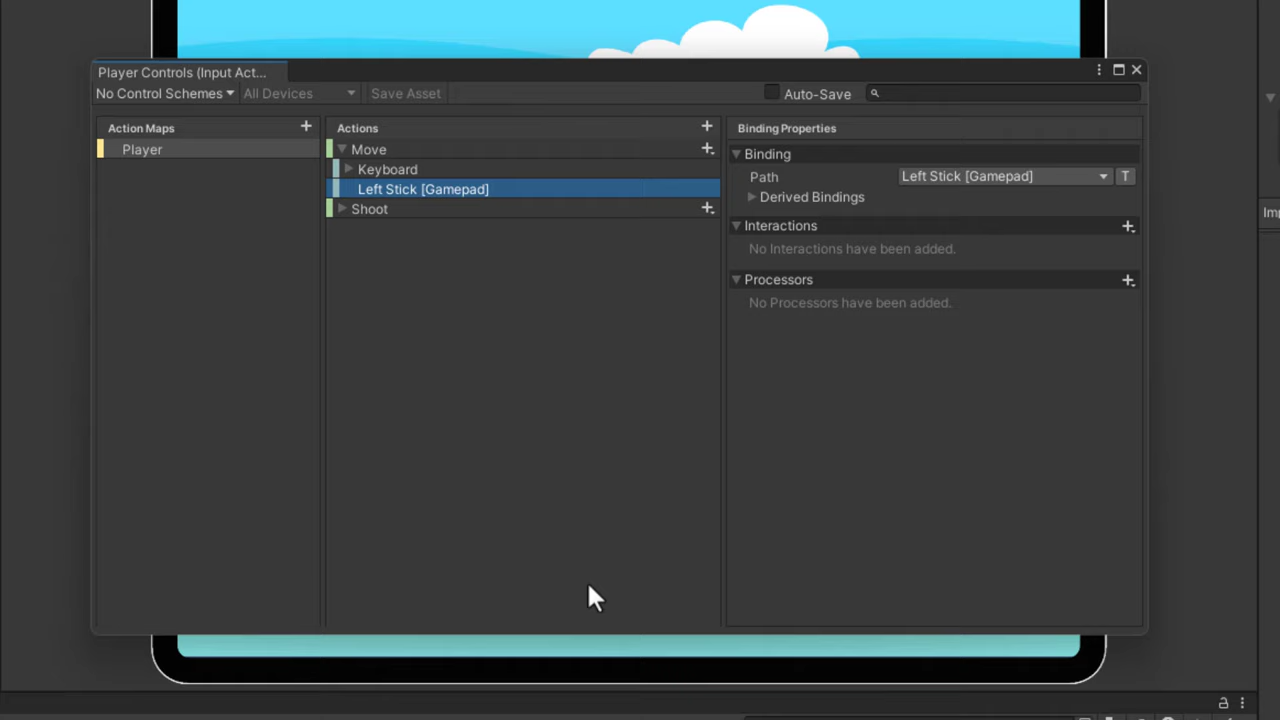 Player Controls (Input Act...
No Control Schemes All Devices Save Asset Auto-Save
Action Maps
Player
Actions
Move
Keyboard
Left Stick [Gamepad]
Shoot
Binding Properties
Binding
Path Left Stick [Gamepad] T
Derived Bindings
Interactions
No Interactions have been added.
Processors
No Processors have been added.